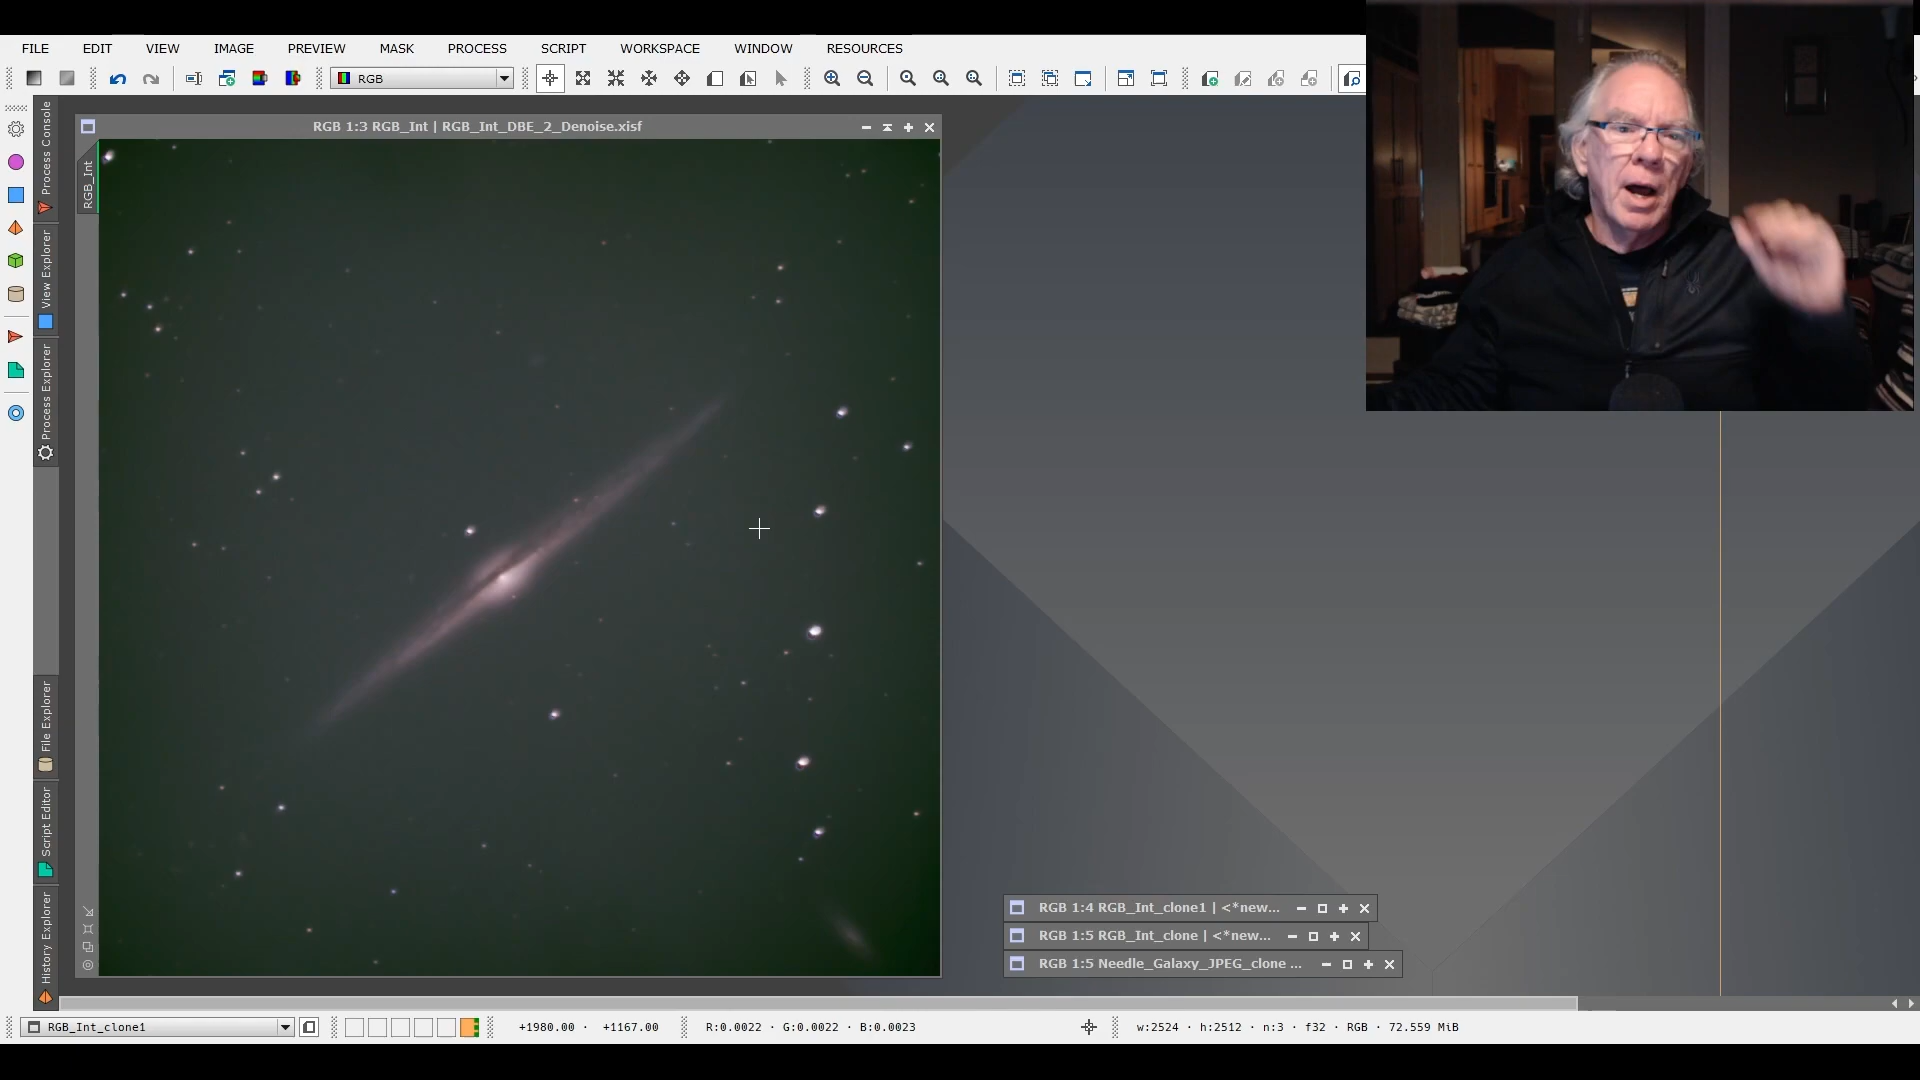 FILE EDIT VIEW IMAGE PREVIEW MASK PROCESS SCRIPT WORKSPACE WINDOW RESOURCES
RGB
RGB 1:3 RGB_Int | RGB_Int_DBE_2_Denoise.xisf
RGB_Int
Process Console
View Explorer
Process Explorer
File Explorer
Script Editor
History Explorer
RGB 1:4 RGB_Int_clone1 | <*new...
RGB 1:5 RGB_Int_clone | <*new...
RGB 1:5 Needle_Galaxy_JPEG_clone ...
RGB_Int_clone1 +1980.00 · +1167.00 R:0.0022 · G:0.0022 · B:0.0023 w:2524 · h:2512 · n:3 · f32 · RGB · 72.559 MiB